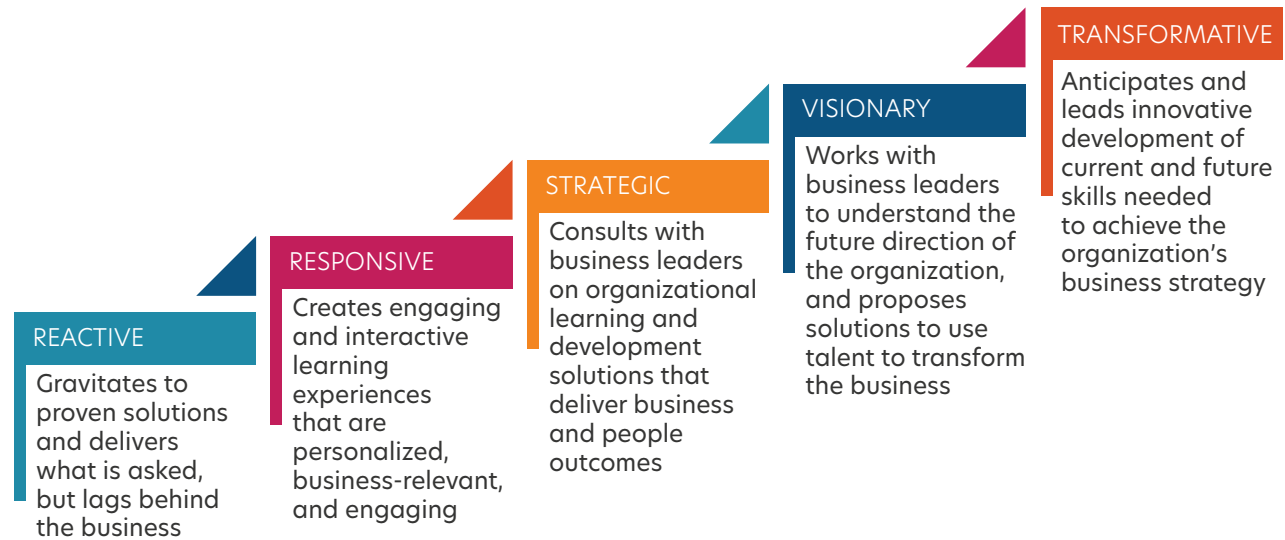 REACTIVE
Gravitates to
proven solutions
and delivers
what is asked,
but lags behind
the business
RESPONSIVE
Creates engaging
and interactive
learning
experiences
that are
personalized,
business-relevant,
and engaging
STRATEGIC
Consults with
business leaders
on organizational
learning and
development
solutions that
deliver business
and people
outcomes
VISIONARY
Works with
business leaders
to understand the
future direction of
the organization,
and proposes
solutions to use
talent to transform
the business
TRANSFORMATIVE
Anticipates and
leads innovative
development of
current and future
skills needed
to achieve the
organization’s
business strategy